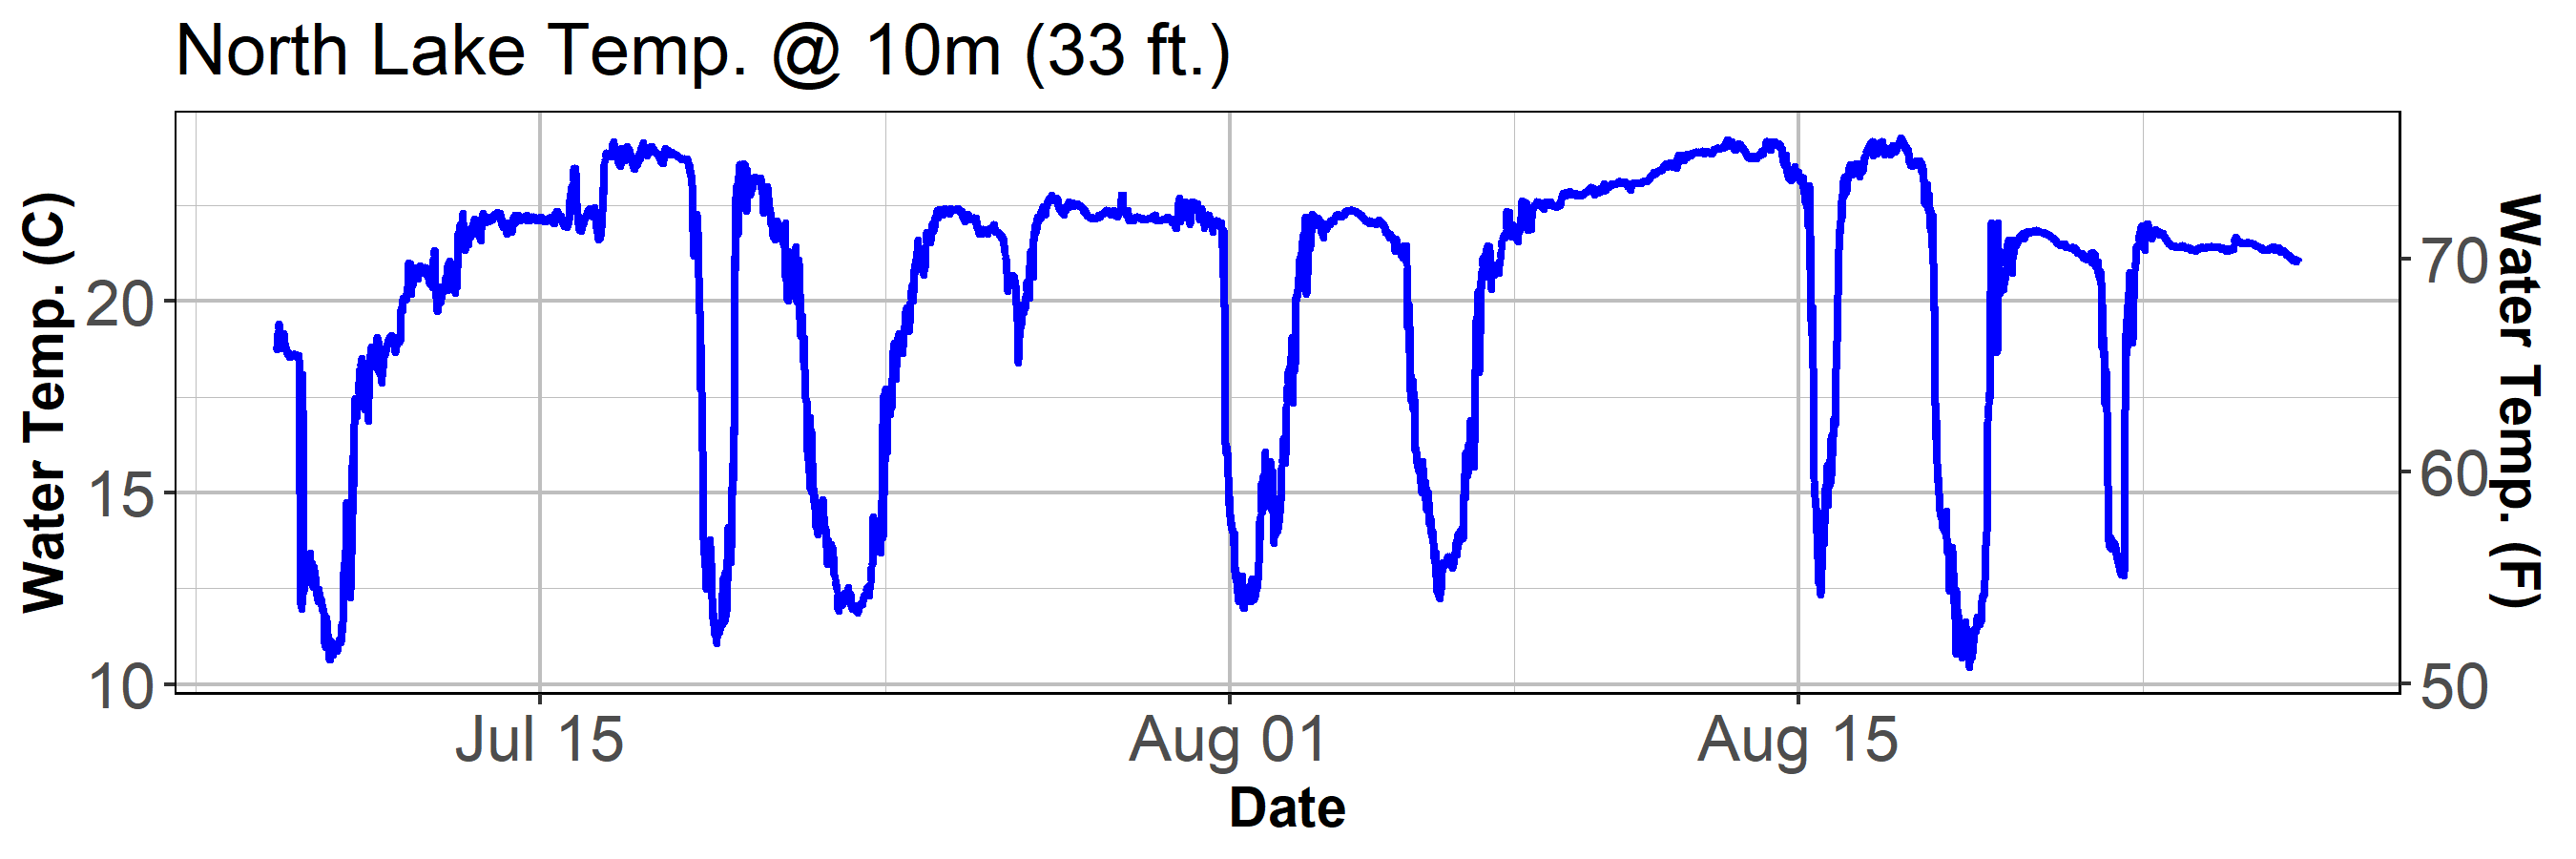 North Lake Temp. @ 10m (33 ft.)
Water Temp. (C)
20
15
10
70
60
50
Water Temp. (F)
Jul 15
Aug 01
Aug 15
Date